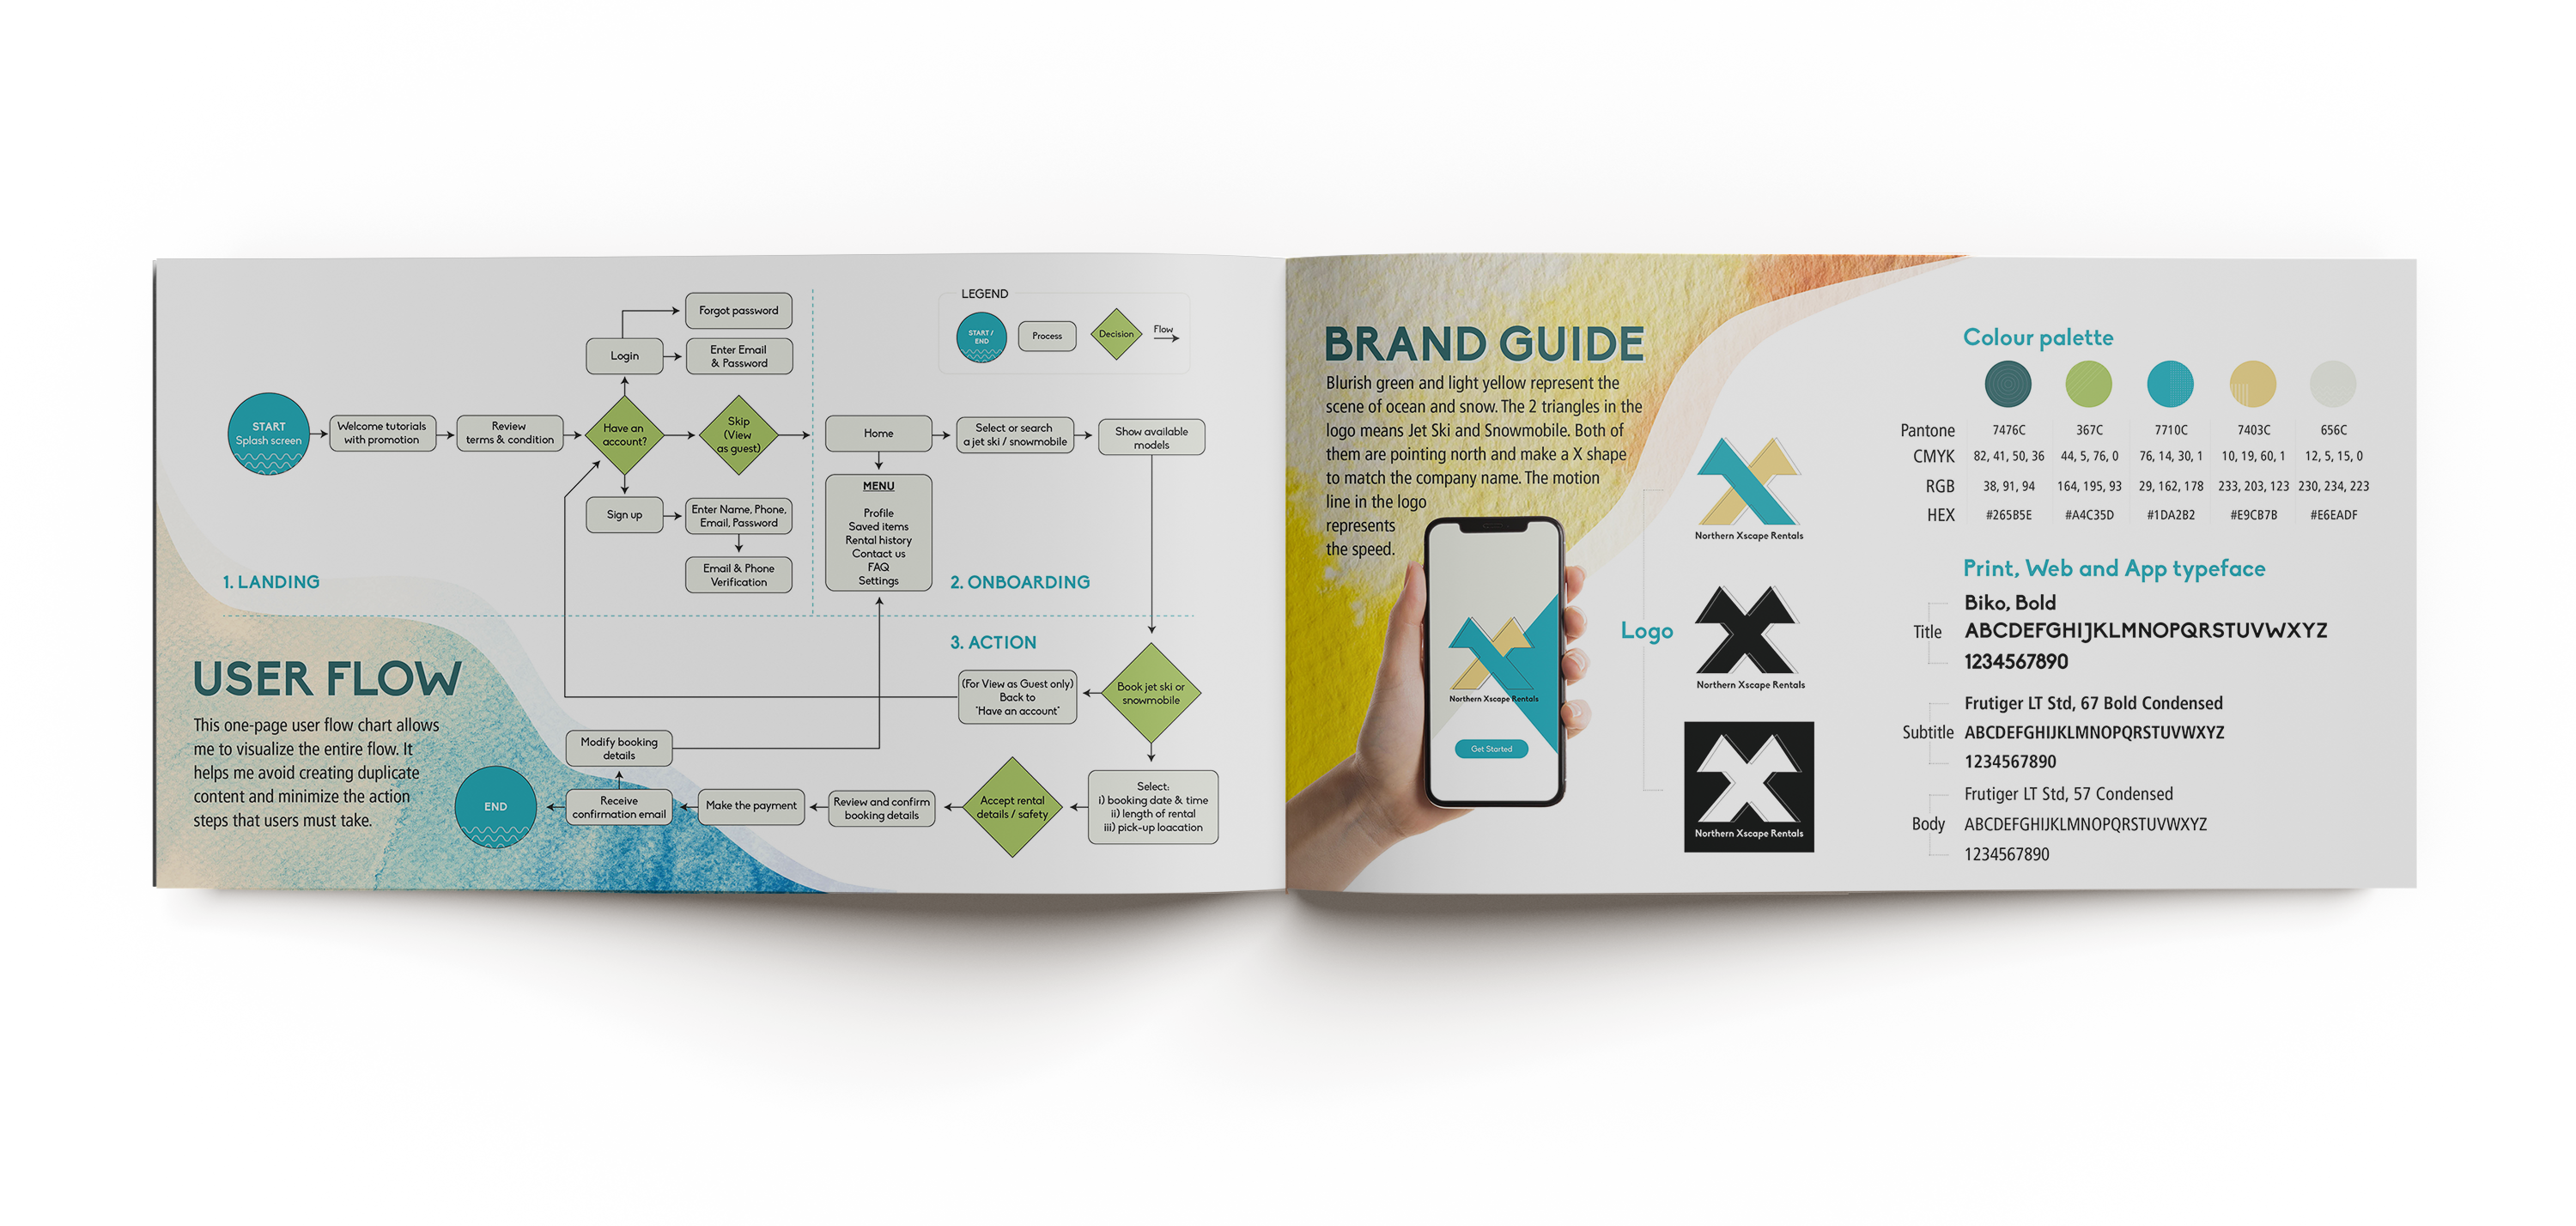 Forgot password
Login
Enter Email
& Password
START
Splash screen
Welcome tutorials
with promotion
Review
terms & condition
Have an
account?
Skip
(View
as guest)
Sign up
Enter Name, Phone,
Email, Password
Email & Phone
Verification
1. LANDING
LEGEND
START /
END
Process
Decision
Flow
Home
Select or search
a jet ski / snowmobile
Show available
models
MENU
Profile
Saved items
Rental history
Contact us
FAQ
Settings
2. ONBOARDING
3. ACTION
(For View as Guest only)
Back to
"Have an account"
Book jet ski or
snowmobile
Select:
i) booking date & time
ii) length of rental
iii) pick-up loacation
Accept rental
details / safety
Review and confirm
booking details
Make the payment
Receive
confirmation email
Modify booking
details
END
USER FLOW
This one-page user flow chart allows
me to visualize the entire flow. It
helps me avoid creating duplicate
content and minimize the action
steps that users must take.
BRAND GUIDE
Blurish green and light yellow represent the
scene of ocean and snow. The 2 triangles in the
logo means Jet Ski and Snowmobile. Both of
them are pointing north and make a X shape
to match the company name. The motion
line in the logo
represents
the speed.
Northern Xscape Rentals
Get Started
Logo
Northern Xscape Rentals
Northern Xscape Rentals
Northern Xscape Rentals
Colour palette
Pantone 7476C 367C 7710C 7403C 656C
CMYK 82, 41, 50, 36 44, 5, 76, 0 76, 14, 30, 1 10, 19, 60, 1 12, 5, 15, 0
RGB 38, 91, 94 164, 195, 93 29, 162, 178 233, 203, 123 230, 234, 223
HEX #265B5E #A4C35D #1DA2B2 #E9CB7B #E6EADF
Print, Web and App typeface
Biko, Bold
Title ABCDEFGHIJKLMNOPQRSTUVWXYZ
1234567890
Frutiger LT Std, 67 Bold Condensed
Subtitle ABCDEFGHIJKLMNOPQRSTUVWXYZ
1234567890
Frutiger LT Std, 57 Condensed
Body ABCDEFGHIJKLMNOPQRSTUVWXYZ
1234567890